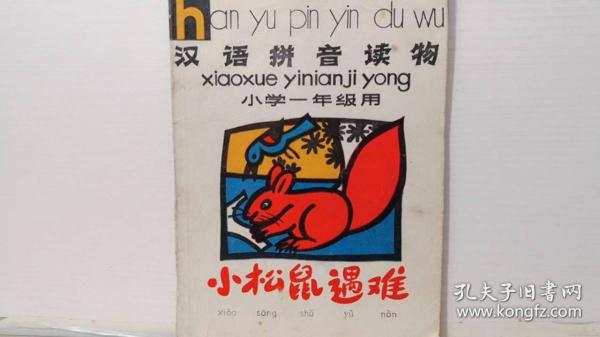 han yu pin yin du wu
汉语拼音读物
xiaoxue yinianji yong
小学一年级用
小松鼠遇难
xiǎo sōng shǔ yù nàn
孔夫子旧书网
www.kongfz.com